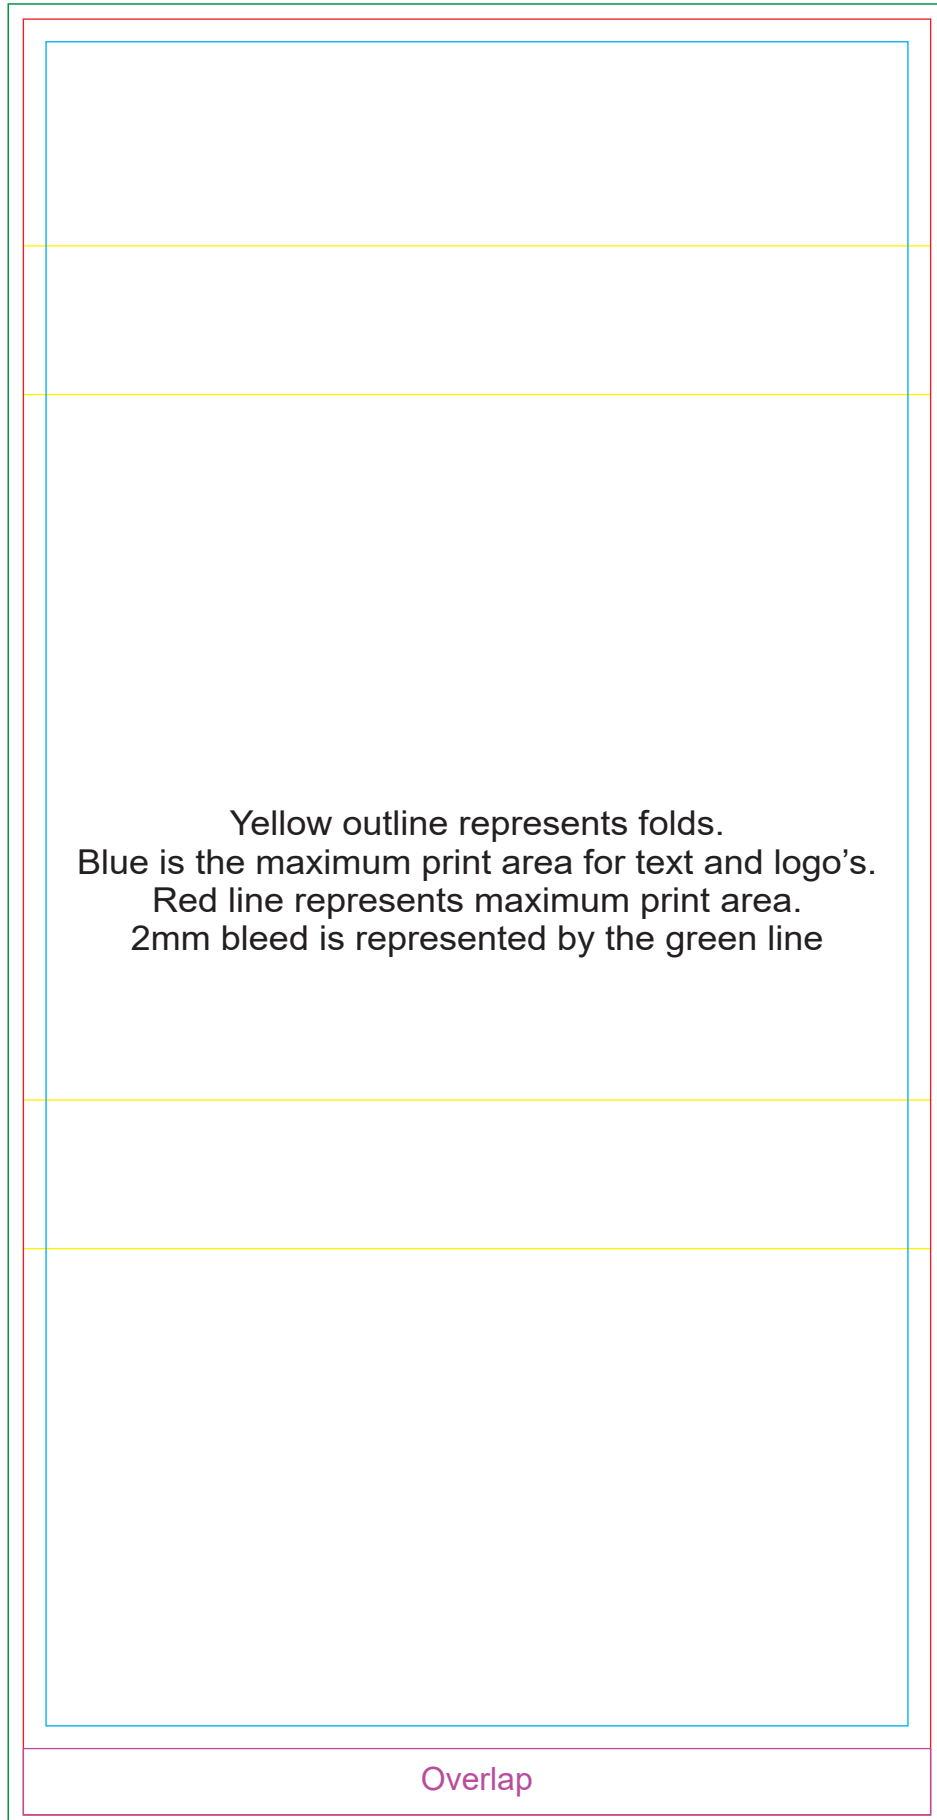 Yellow outline represents folds.
Blue is the maximum print area for text and logo’s.
Red line represents maximum print area.
2mm bleed is represented by the green line
Overlap